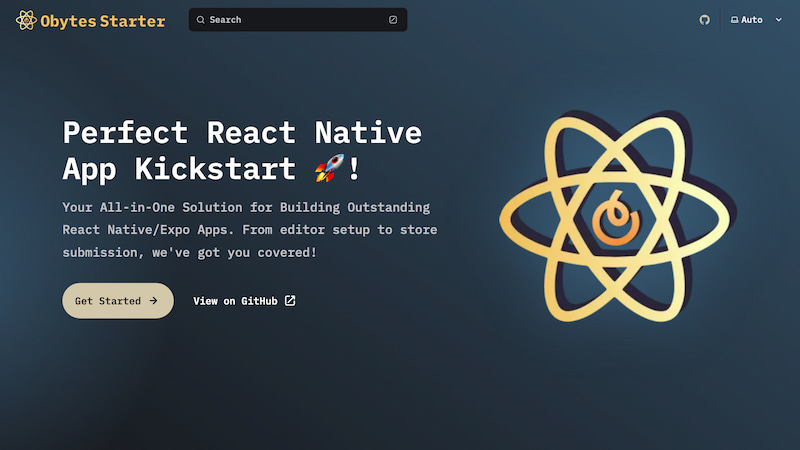 Obytes Starter
Search
Auto
Perfect React Native
App Kickstart 🚀!
Your All-in-One Solution for Building Outstanding
React Native/Expo Apps. From editor setup to store
submission, we've got you covered!
Get Started
View on GitHub